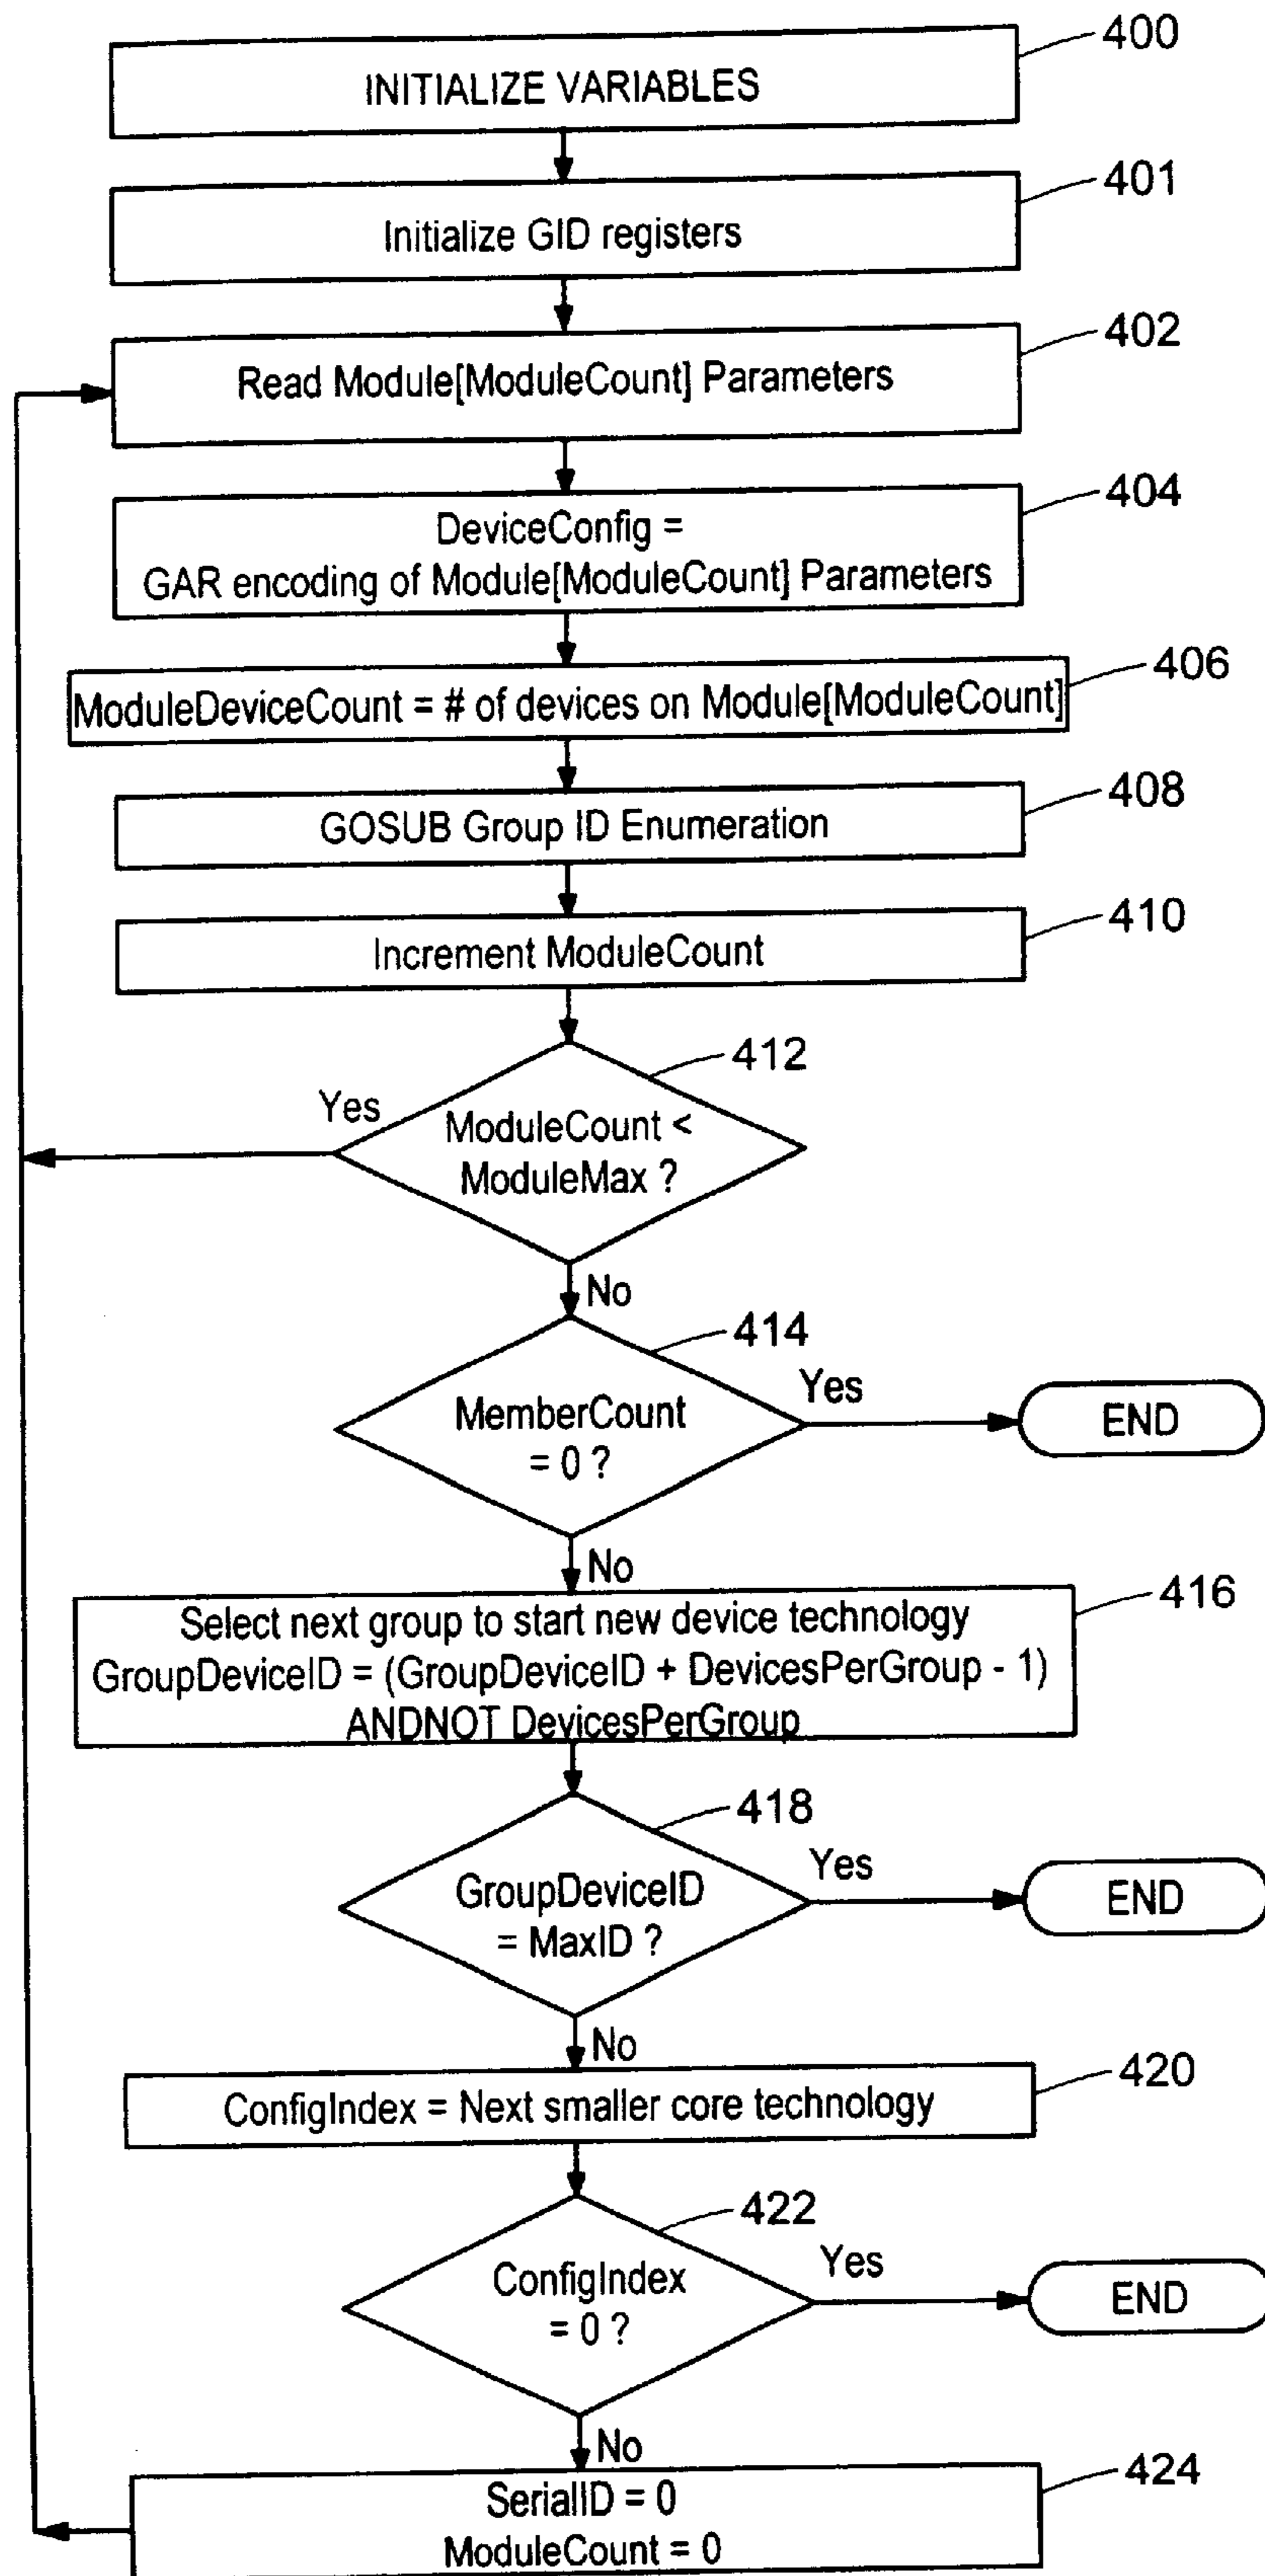 400
INITIALIZE VARIABLES
401
Initialize GID registers
402
Read Module[ModuleCount] Parameters
404
DeviceConfig =
GAR encoding of Module[ModuleCount] Parameters
406
ModuleDeviceCount = # of devices on Module[ModuleCount]
408
GOSUB Group ID Enumeration
410
Increment ModuleCount
412
Yes
ModuleCount <
ModuleMax ?
No
414
Yes
MemberCount
= 0 ?
END
No
416
Select next group to start new device technology
GroupDeviceID = (GroupDeviceID + DevicesPerGroup - 1)
ANDNOT DevicesPerGroup
418
Yes
GroupDeviceID
= MaxID ?
END
No
420
ConfigIndex = Next smaller core technology
422
Yes
ConfigIndex
= 0 ?
END
No
424
SerialID = 0
ModuleCount = 0